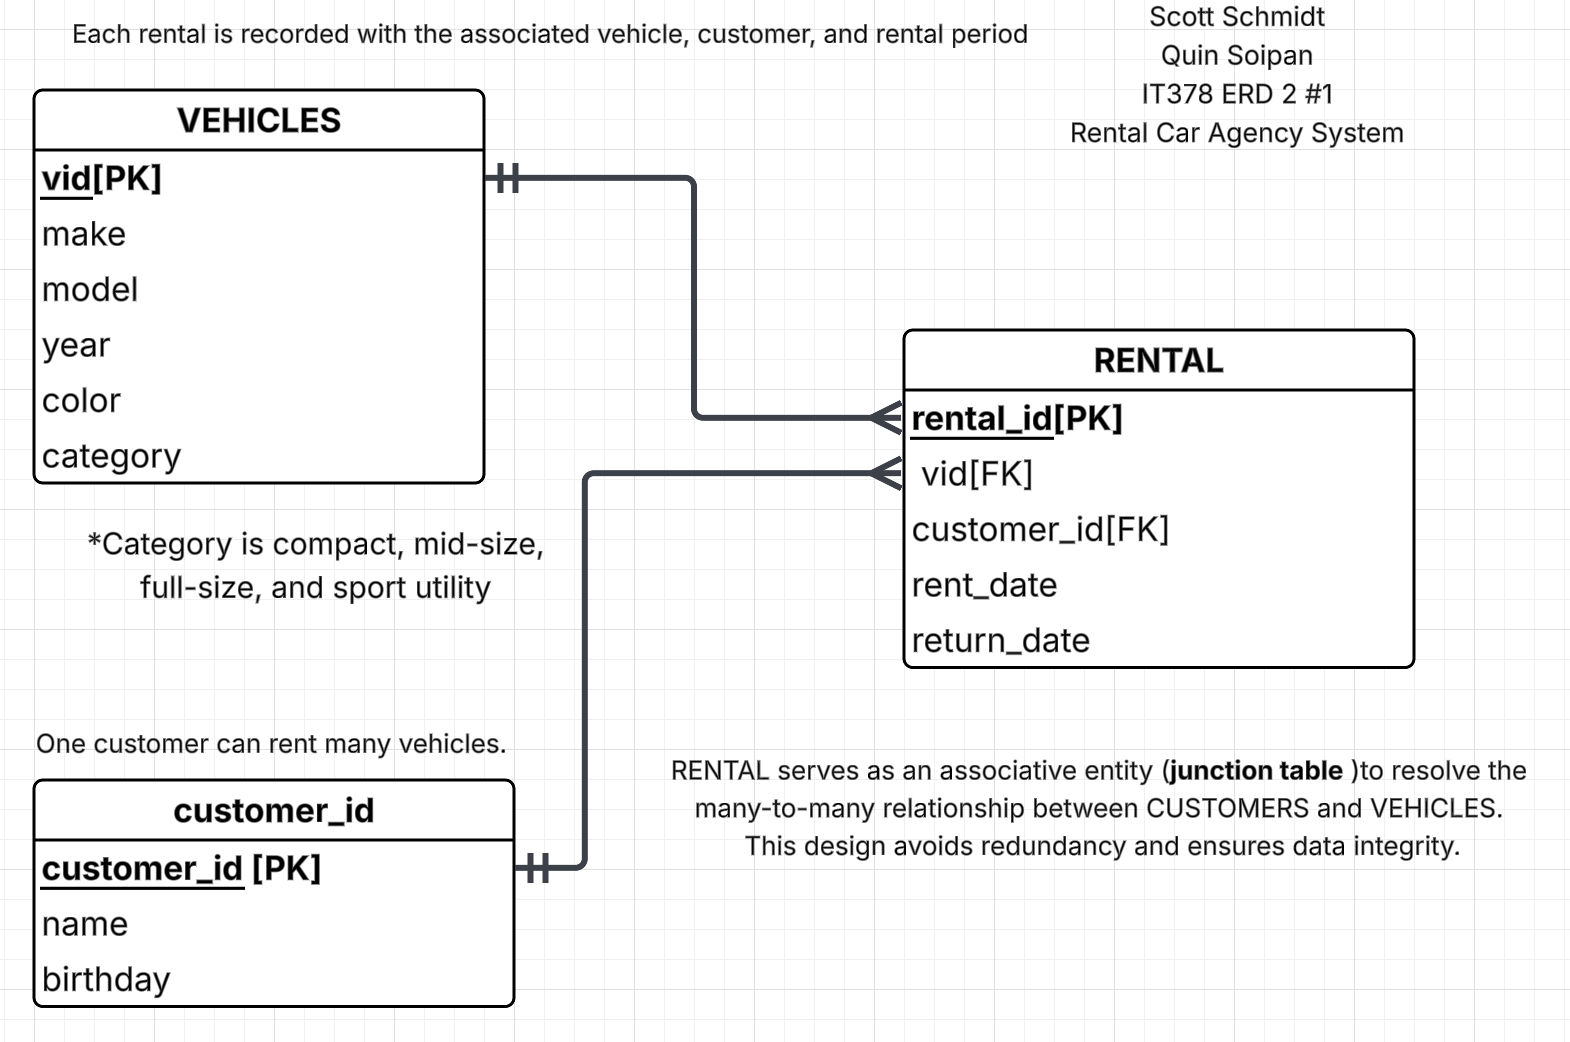 Each rental is recorded with the associated vehicle, customer, and rental period
Scott Schmidt
Quin Soipan
IT378 ERD 2 #1
Rental Car Agency System
VEHICLES
vid[PK]
make
model
year
color
category
*Category is compact, mid-size,
full-size, and sport utility
RENTAL
rental_id[PK]
vid[FK]
customer_id[FK]
rent_date
return_date
One customer can rent many vehicles.
customer_id
customer_id [PK]
name
birthday
RENTAL serves as an associative entity (junction table )to resolve the
many-to-many relationship between CUSTOMERS and VEHICLES.
This design avoids redundancy and ensures data integrity.